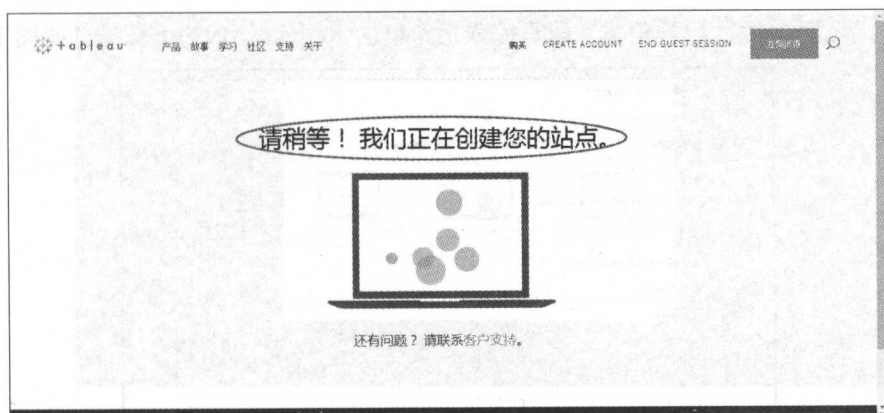 +ableau 产品 故事 学习 社区 支持 关于 购买 CREATE ACCOUNT END GUEST SESSION
请稍等！我们正在创建您的站点。
还有问题？请联系客户支持。